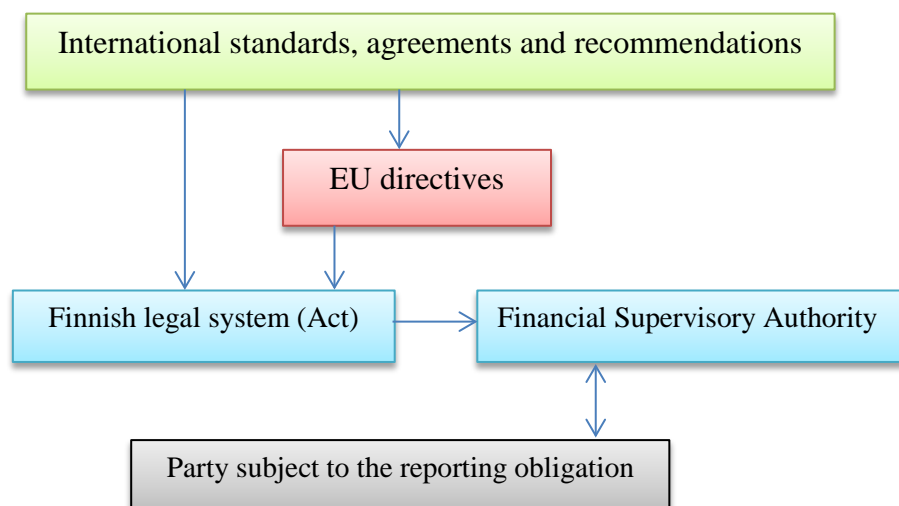 International standards, agreements and recommendations
EU directives
Finnish legal system (Act)
Financial Supervisory Authority
Party subject to the reporting obligation